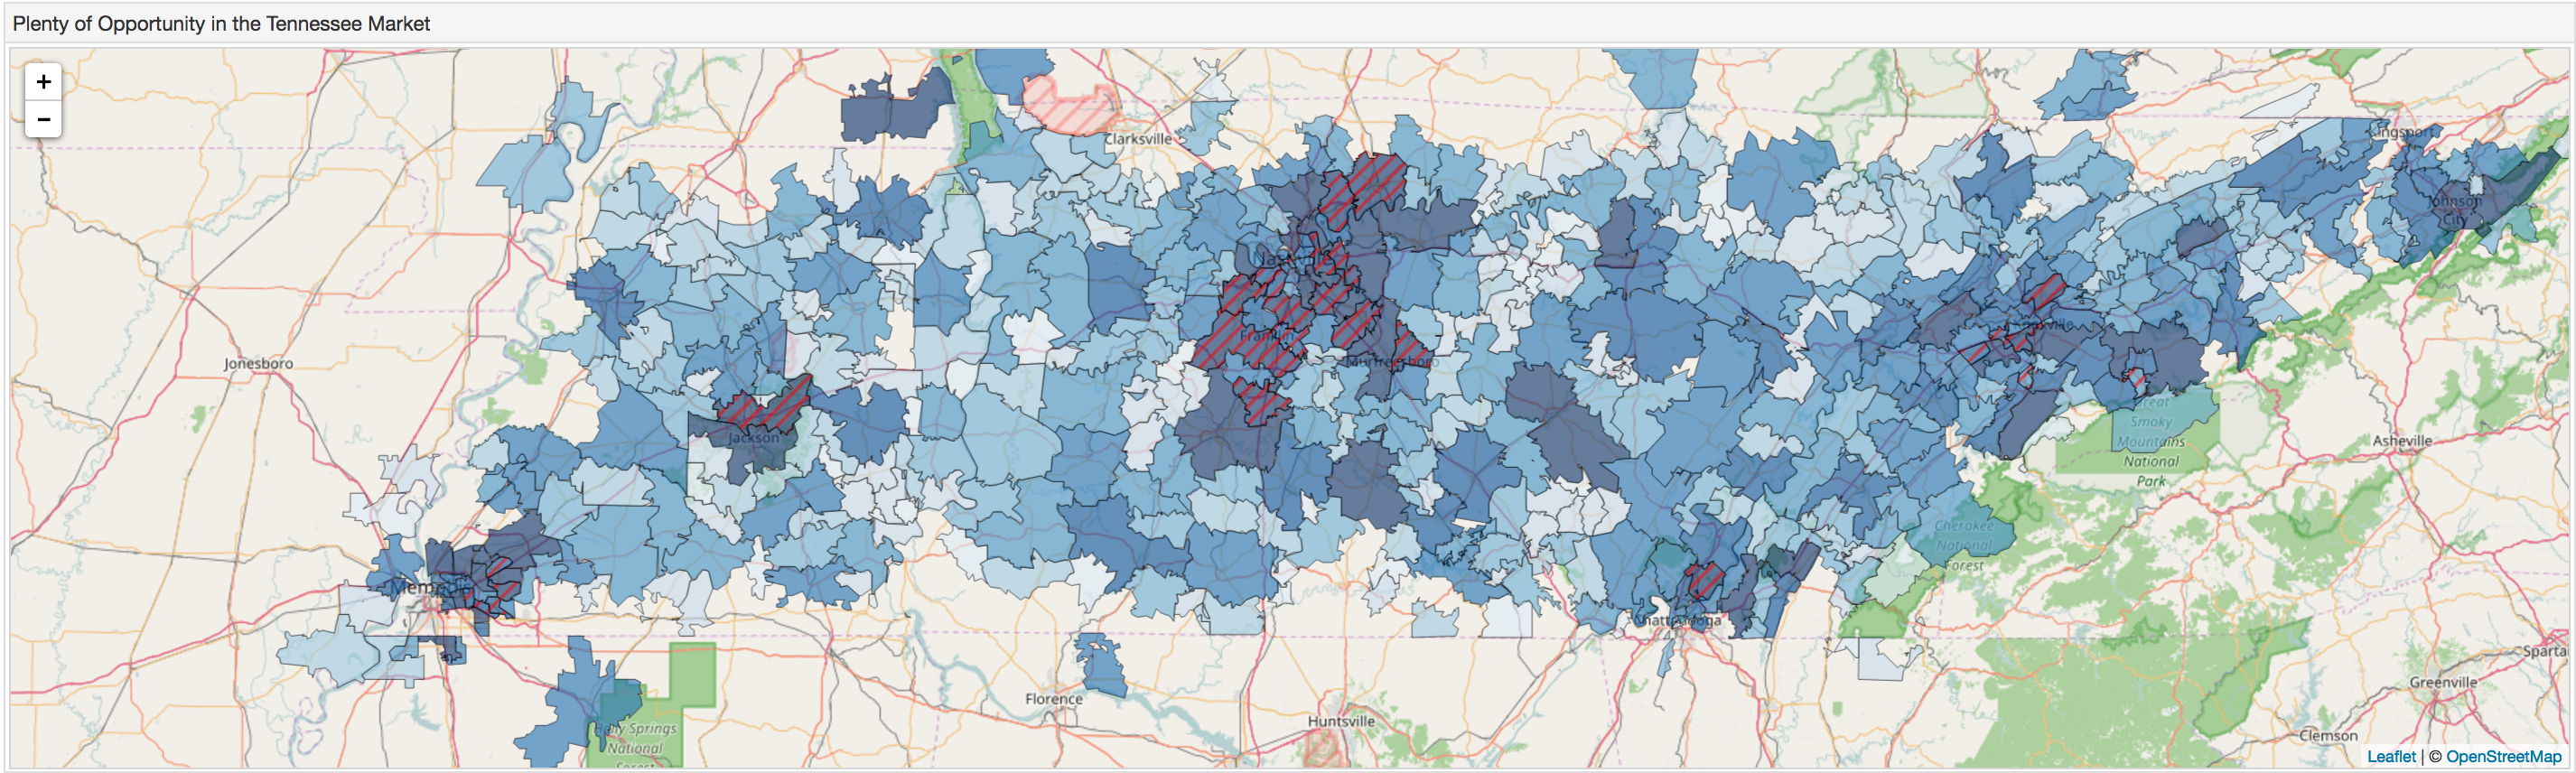 Plenty of Opportunity in the Tennessee Market
+
−
Clarksville
Kingsport
Johnson
City
Nashville
Jonesboro
Franklin
Murfreesboro
Knoxville
Jackson
Great
Smoky
Mountains
National
Park
Asheville
Cherokee
National
Forest
Memphis
Chattanooga
Sparta
Florence
Greenville
Huntsville
Holly Springs
National
Forest
Clemson
Leaflet | © OpenStreetMap